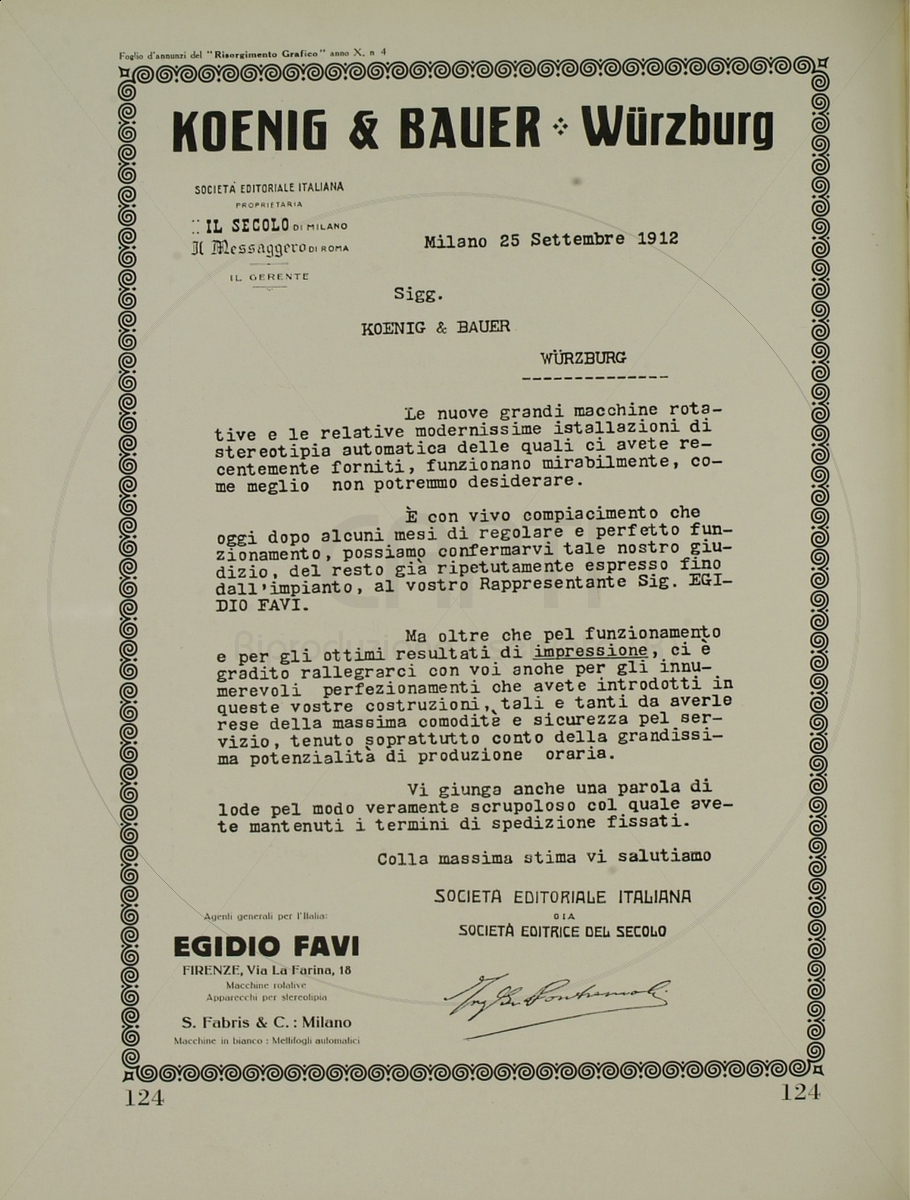 Foglio d'annunzi del "Risorgimento Grafico" anno X, n 4
KOENIG & BAUER Würzburg
SOCIETÀ EDITORIALE ITALIANA
PROPRIETARIA
IL SECOLO DI MILANO
Il Messaggero DI ROMA
IL GERENTE
Milano 25 Settembre 1912
Sigg.
KOENIG & BAUER
WÜRZBURG
Le nuove grandi macchine rota-
tive e le relative modernissime istallazioni di
stereotipia automatica delle quali ci avete re-
centemente forniti, funzionano mirabilmente, co-
me meglio non potremmo desiderare.
È con vivo compiacimento che
oggi dopo alcuni mesi di regolare e perfetto fun-
zionamento, possiamo confermarvi tale nostro giu-
dizio, del resto già ripetutamente espresso fino
dall'impianto, al vostro Rappresentante Sig. EGI-
DIO FAVI.
Ma oltre che pel funzionamento
e per gli ottimi resultati di impressione, ci è
gradito rallegrarci con voi anche per gli innu-
merevoli perfezionamenti che avete introdotti in
queste vostre costruzioni, tali e tanti da averle
rese della massima comodità e sicurezza pel ser-
vizio, tenuto soprattutto conto della grandissi-
ma potenzialità di produzione oraria.
Vi giunga anche una parola di
lode pel modo veramente scrupoloso col quale ave-
te mantenuti i termini di spedizione fissati.
Colla massima stima vi salutiamo
SOCIETÀ EDITORIALE ITALIANA
GIA
SOCIETÀ EDITRICE DEL SECOLO
Agenti generali per l'Italia:
EGIDIO FAVI
FIRENZE, Via La Farina, 18
Macchine rotative
Apparecchi per stereotipia
S. Fabris & C. : Milano
Macchine in bianco : Mettifogli automatici
124
124